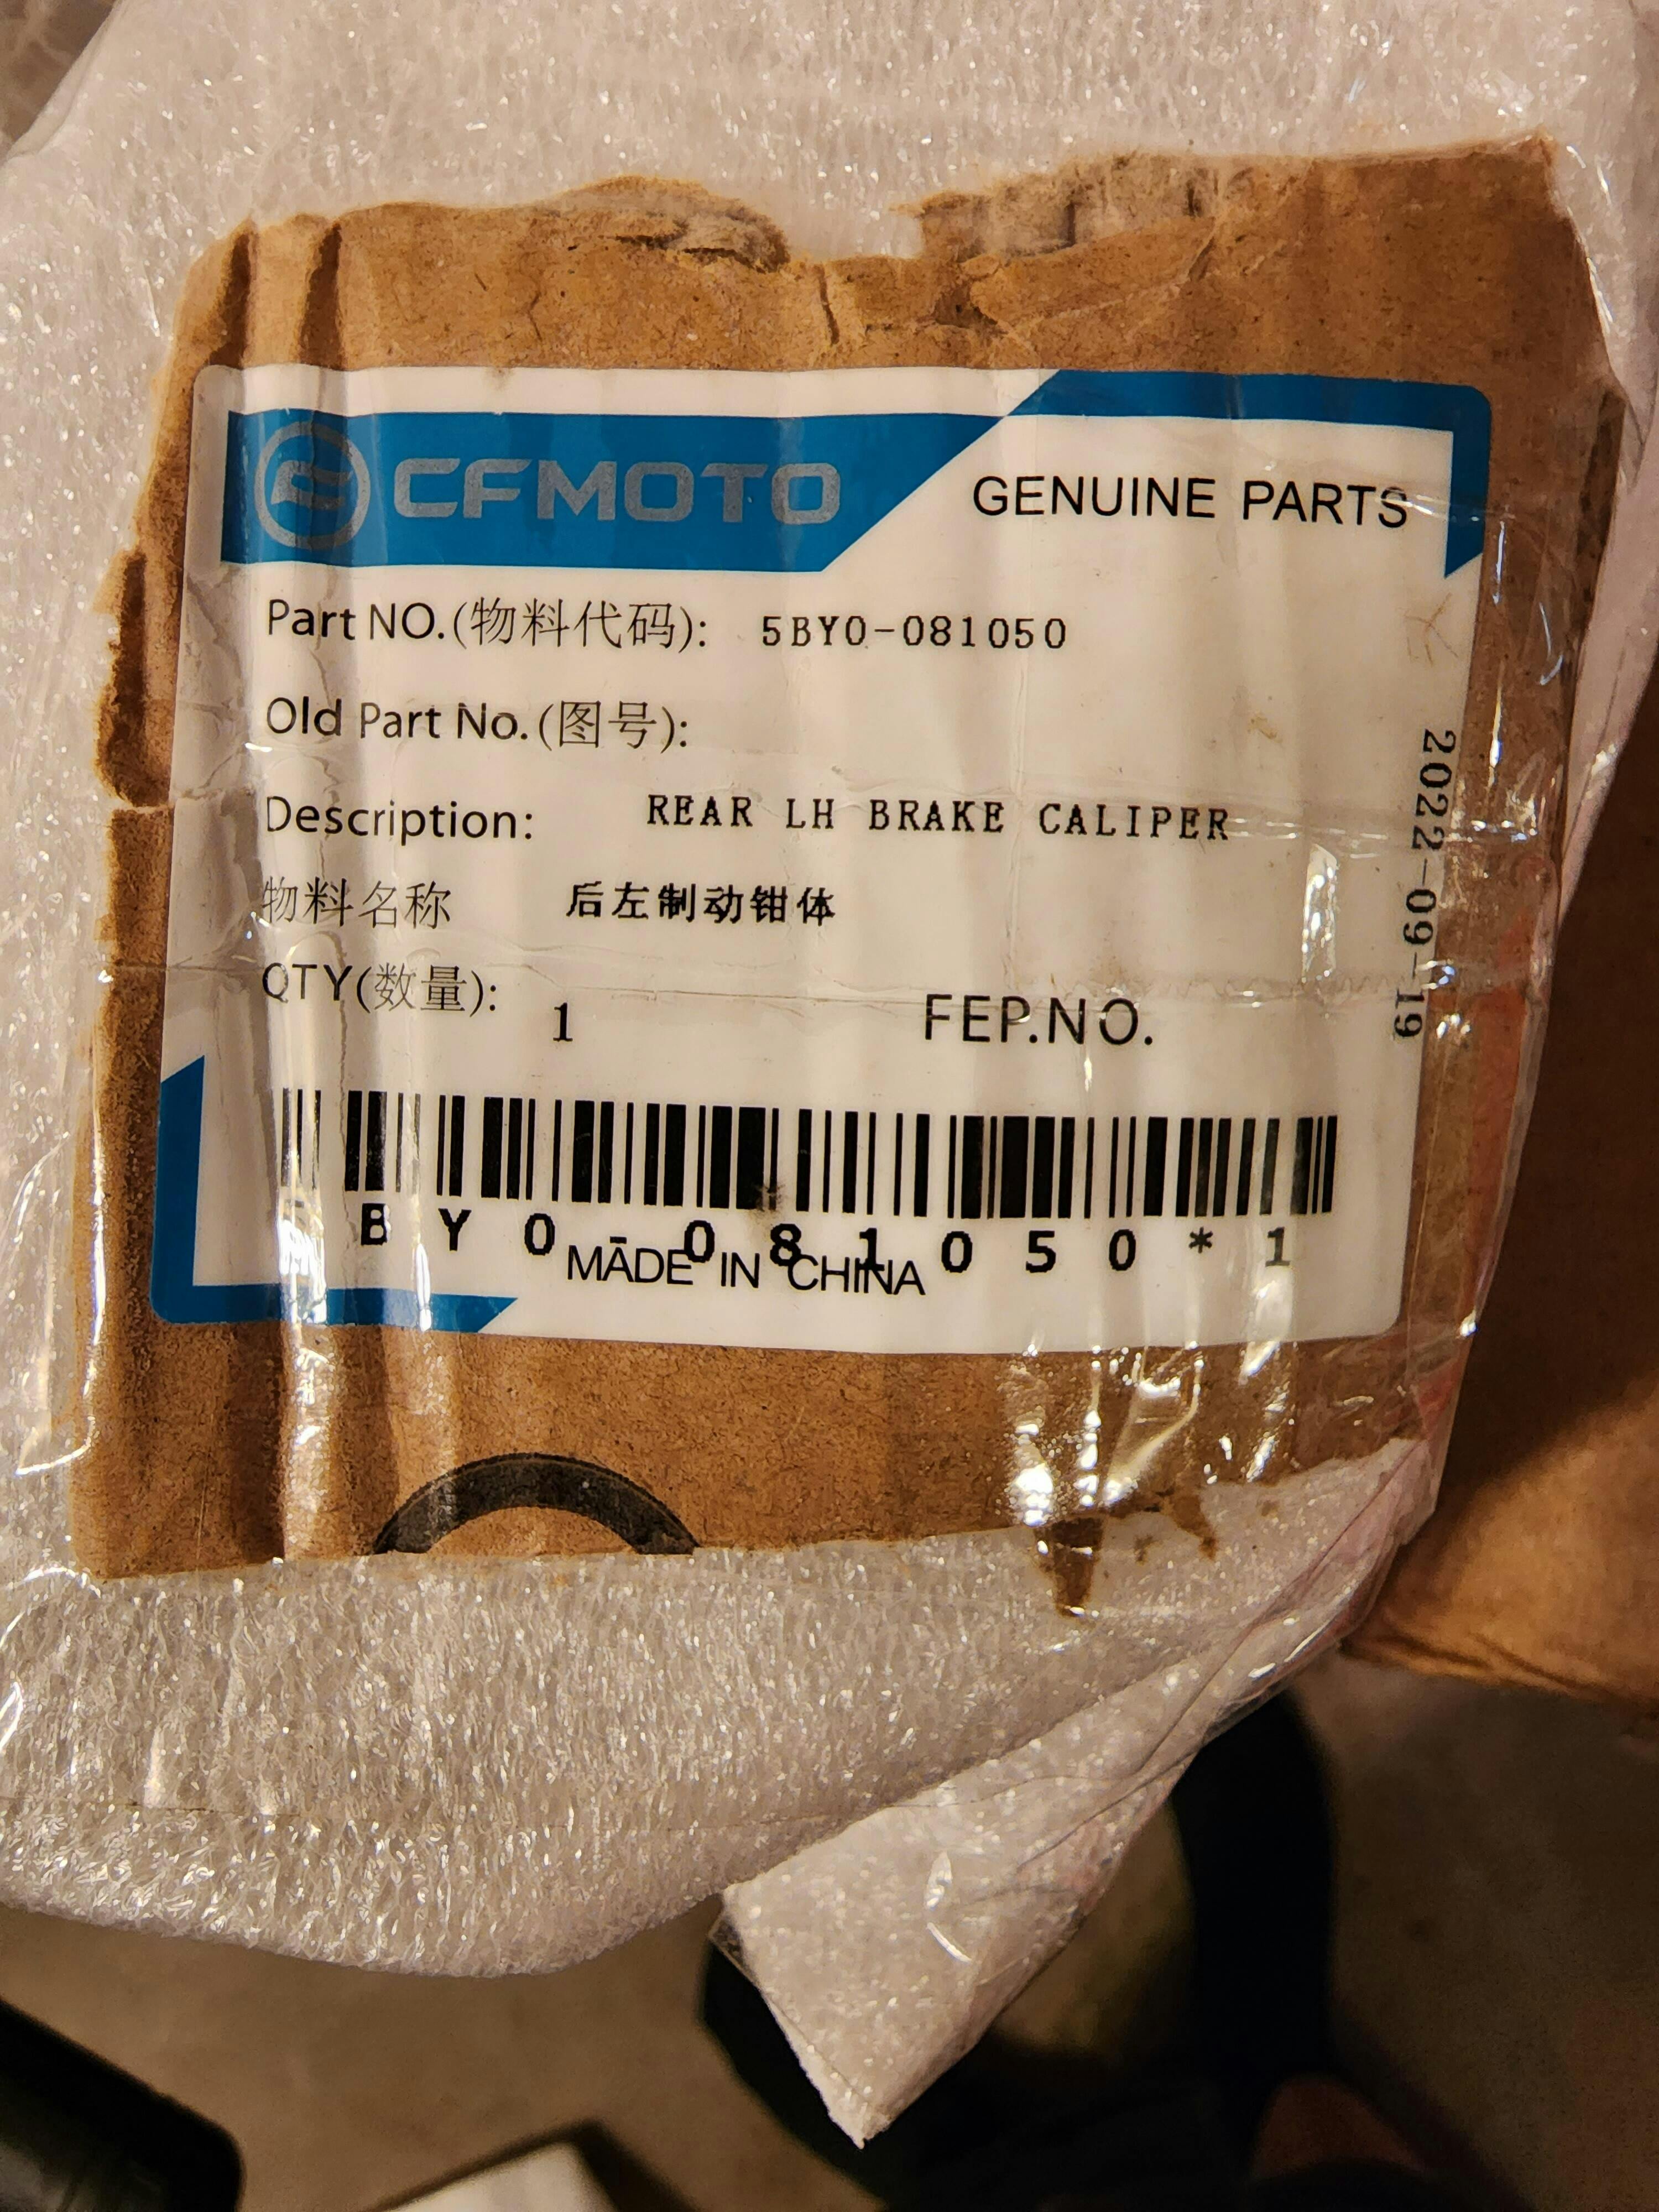 CFMOTO
GENUINE PARTS
Part NO.(物料代码): 5BY0-081050
Old Part No.(图号):
Description: REAR LH BRAKE CALIPER
物料名称 后左制动钳体
QTY(数量): 1 FEP.NO.
5BY0-081050*1
MADE IN CHINA
2022-09-19